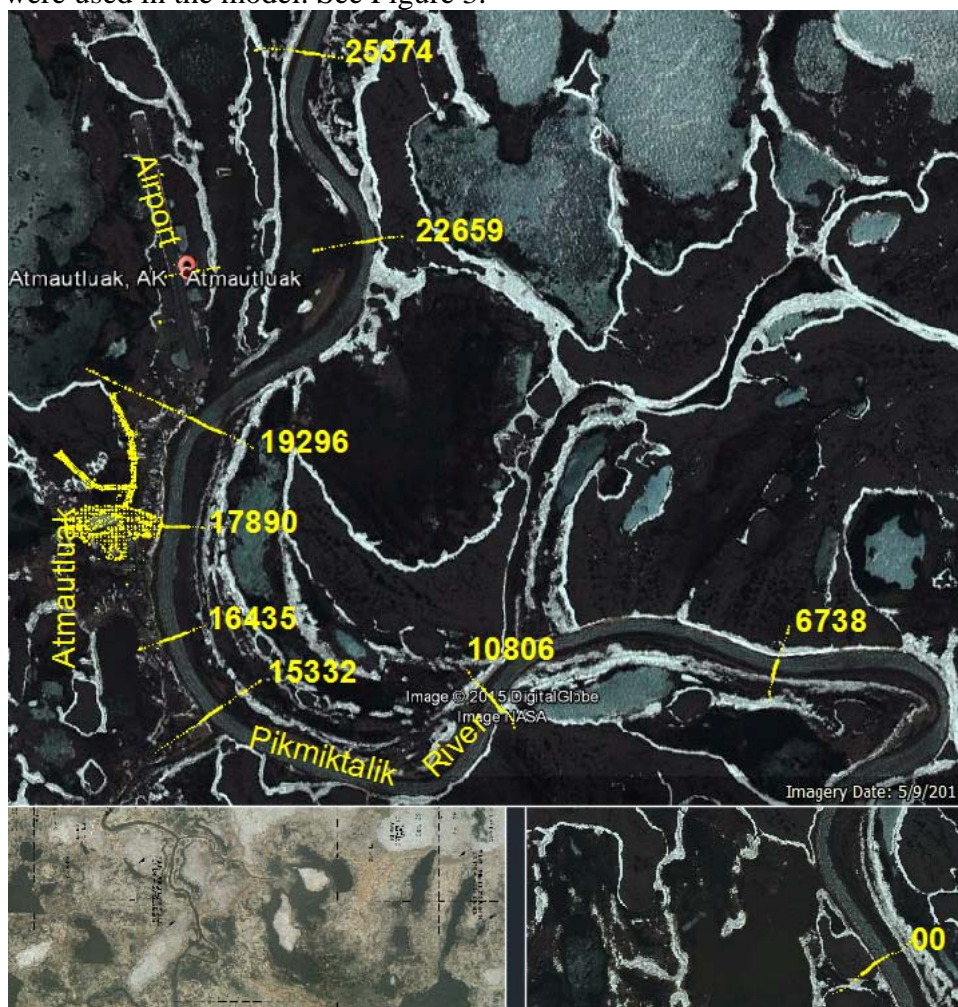 were used in the model. See Figure 3.
25374
Airport
22659
Atmautluak, AK
Atmautluak
19296
17890
Atmautluak
16435
15332
10806
6738
Image © 2015 DigitalGlobe
Image NASA
Pikmiktalik
River
Imagery Date: 5/9/201
00